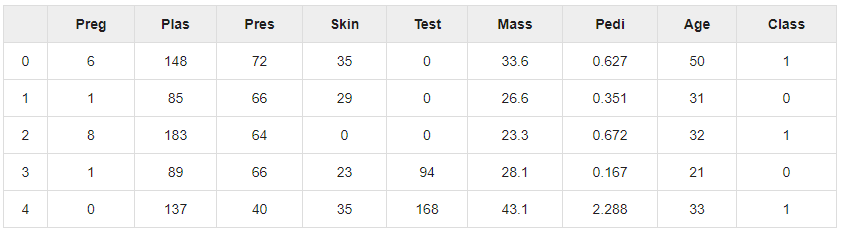 Preg Plas Pres Skin Test Mass Pedi Age Class
0 6 148 72 35 0 33.6 0.627 50 1
1 1 85 66 29 0 26.6 0.351 31 0
2 8 183 64 0 0 23.3 0.672 32 1
3 1 89 66 23 94 28.1 0.167 21 0
4 0 137 40 35 168 43.1 2.288 33 1